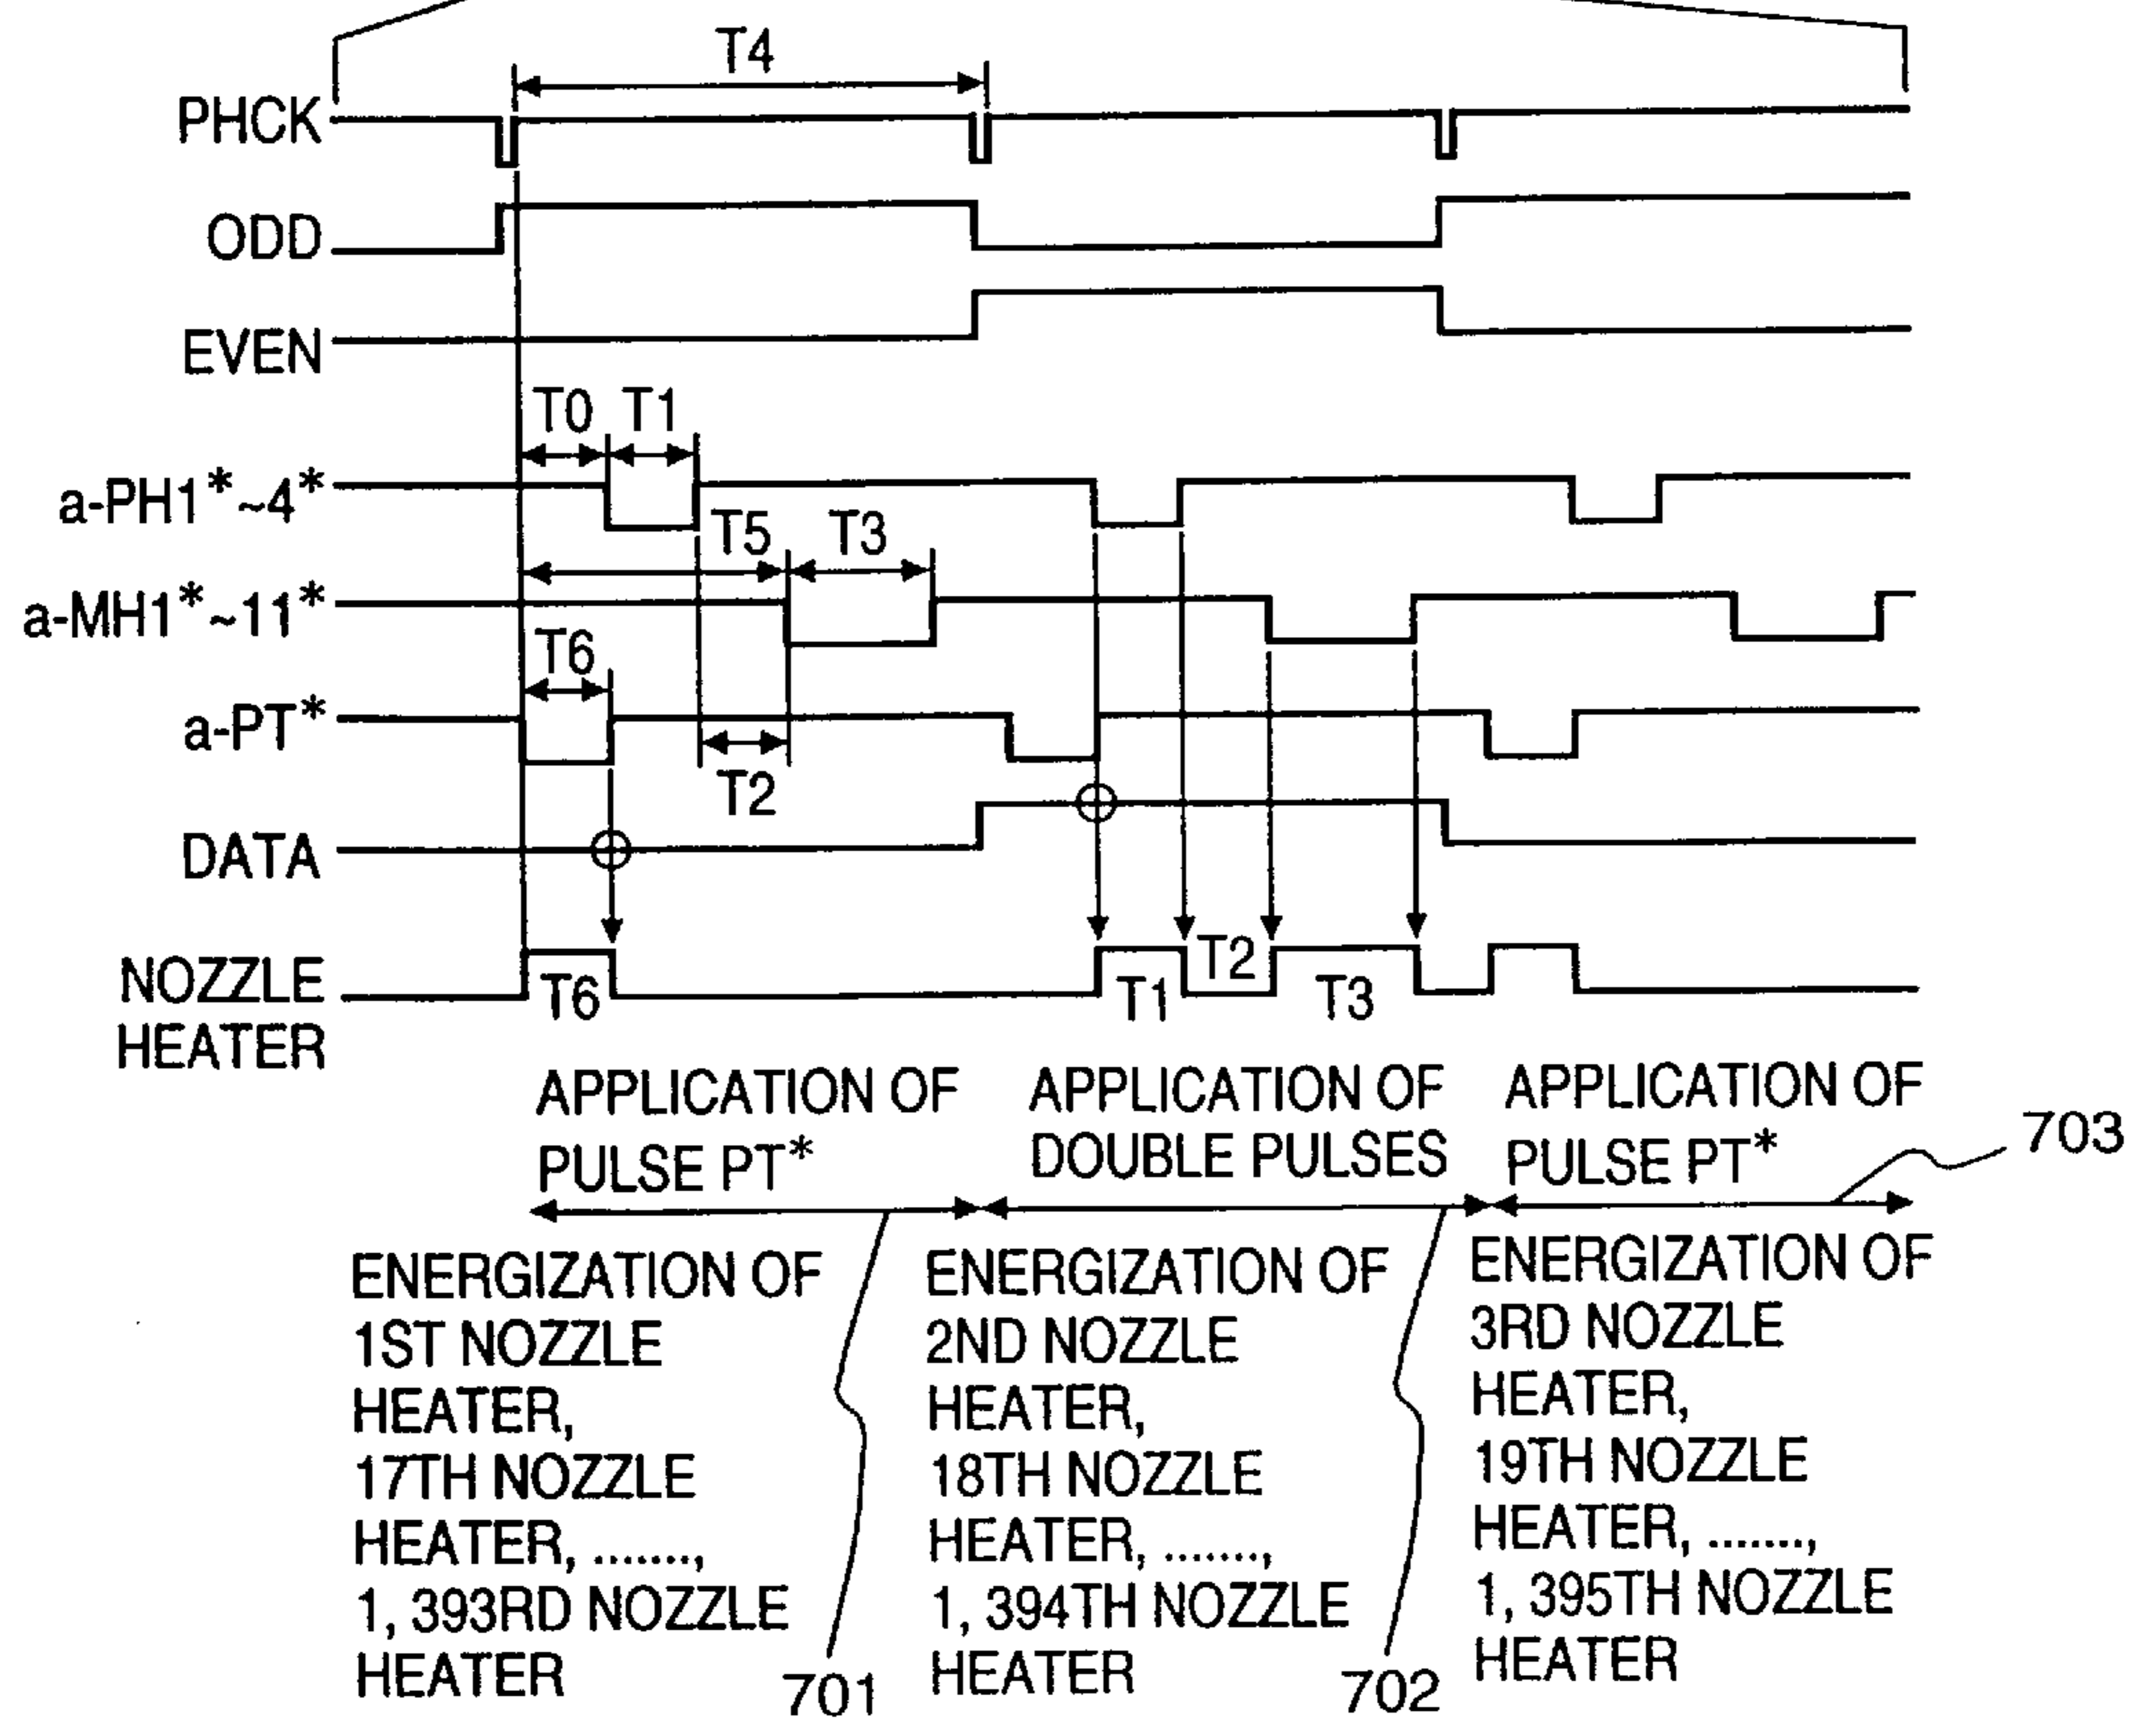 T4
PHCK
ODD
EVEN
T0 T1
a-PH1*~4*
T5 T3
a-MH1*~11*
T6
a-PT*
T2
DATA
NOZZLE
HEATER
T6 T1 T2 T3
APPLICATION OF
PULSE PT*
APPLICATION OF
DOUBLE PULSES
APPLICATION OF
PULSE PT*
703
ENERGIZATION OF
1ST NOZZLE
HEATER,
17TH NOZZLE
HEATER, .......,
1, 393RD NOZZLE
HEATER
701
ENERGIZATION OF
2ND NOZZLE
HEATER,
18TH NOZZLE
HEATER, .......,
1, 394TH NOZZLE
HEATER
702
ENERGIZATION OF
3RD NOZZLE
HEATER,
19TH NOZZLE
HEATER, .......,
1, 395TH NOZZLE
HEATER